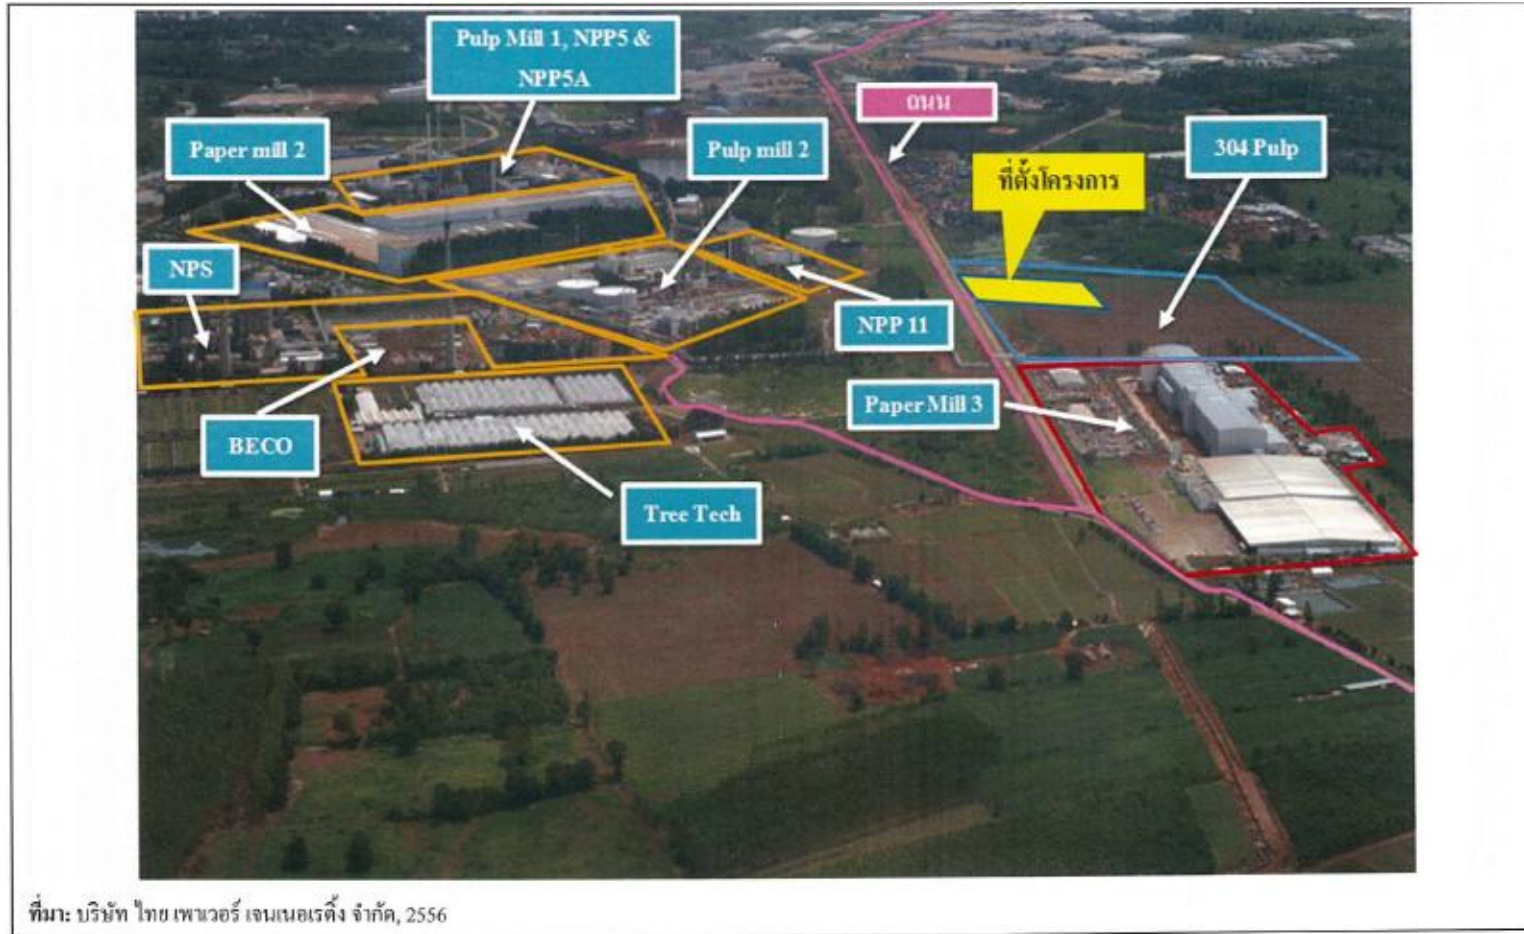 Pulp Mill 1, NPP5 &
NPP5A
ถนน
Paper mill 2
Pulp mill 2
304 Pulp
ที่ตั้งโครงการ
NPS
NPP 11
Paper Mill 3
BECO
Tree Tech
ที่มา: บริษัท ไทย เพาเวอร์ เจนเนอเรติ้ง จำกัด, 2556